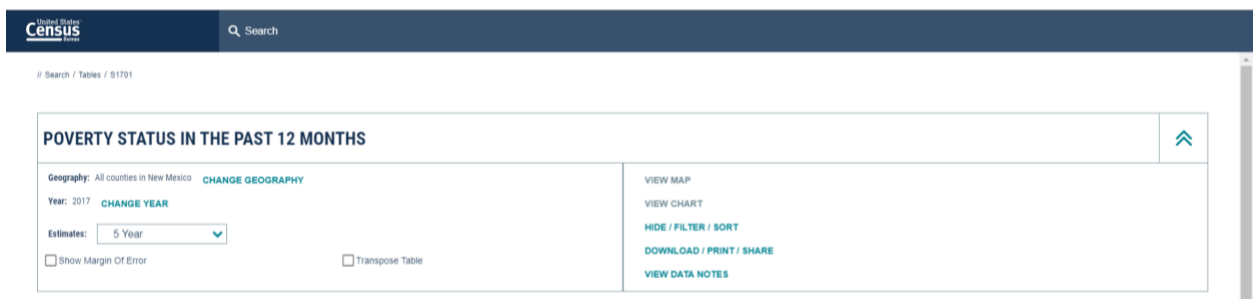 United States®
Census
Bureau
Search
// Search / Tables / S1701
POVERTY STATUS IN THE PAST 12 MONTHS
Geography: All counties in New Mexico CHANGE GEOGRAPHY
Year: 2017 CHANGE YEAR
Estimates: 5 Year
Show Margin Of Error
Transpose Table
VIEW MAP
VIEW CHART
HIDE / FILTER / SORT
DOWNLOAD / PRINT / SHARE
VIEW DATA NOTES